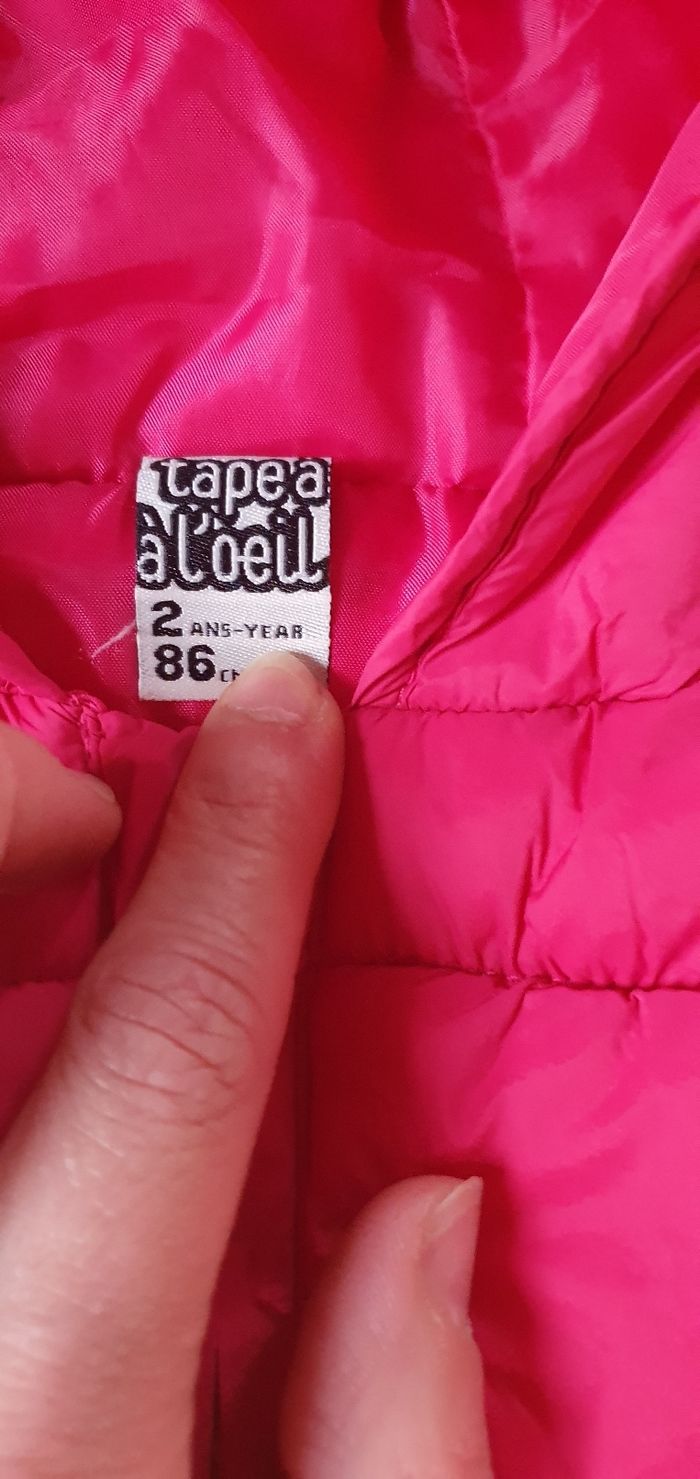 tape à
à l'oeil
2 ANS-YEAR
86